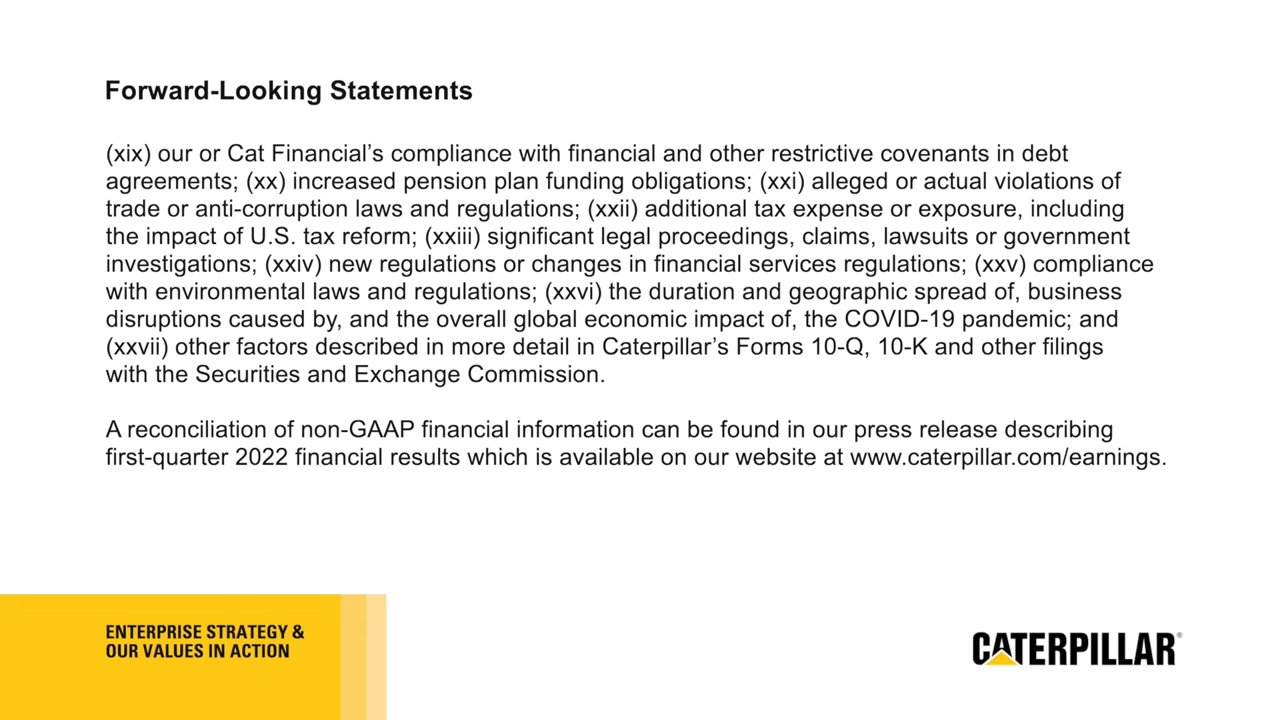 Forward-Looking Statements
(xix) our or Cat Financial’s compliance with financial and other restrictive covenants in debt
agreements; (xx) increased pension plan funding obligations; (xxi) alleged or actual violations of
trade or anti-corruption laws and regulations; (xxii) additional tax expense or exposure, including
the impact of U.S. tax reform; (xxiii) significant legal proceedings, claims, lawsuits or government
investigations; (xxiv) new regulations or changes in financial services regulations; (xxv) compliance
with environmental laws and regulations; (xxvi) the duration and geographic spread of, business
disruptions caused by, and the overall global economic impact of, the COVID-19 pandemic; and
(xxvii) other factors described in more detail in Caterpillar’s Forms 10-Q, 10-K and other filings
with the Securities and Exchange Commission.
A reconciliation of non-GAAP financial information can be found in our press release describing
first-quarter 2022 financial results which is available on our website at www.caterpillar.com/earnings.
ENTERPRISE STRATEGY &
OUR VALUES IN ACTION
CATERPILLAR®